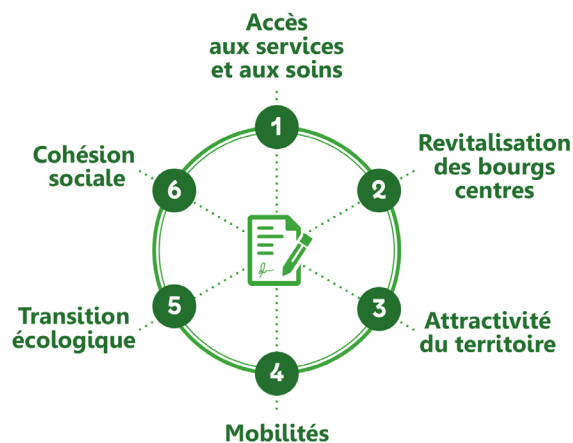 Accès
aux services
et aux soins
1
Revitalisation
des bourgs
centres
2
3
Attractivité
du territoire
4
Mobilités
5
Transition
écologique
6
Cohésion
sociale